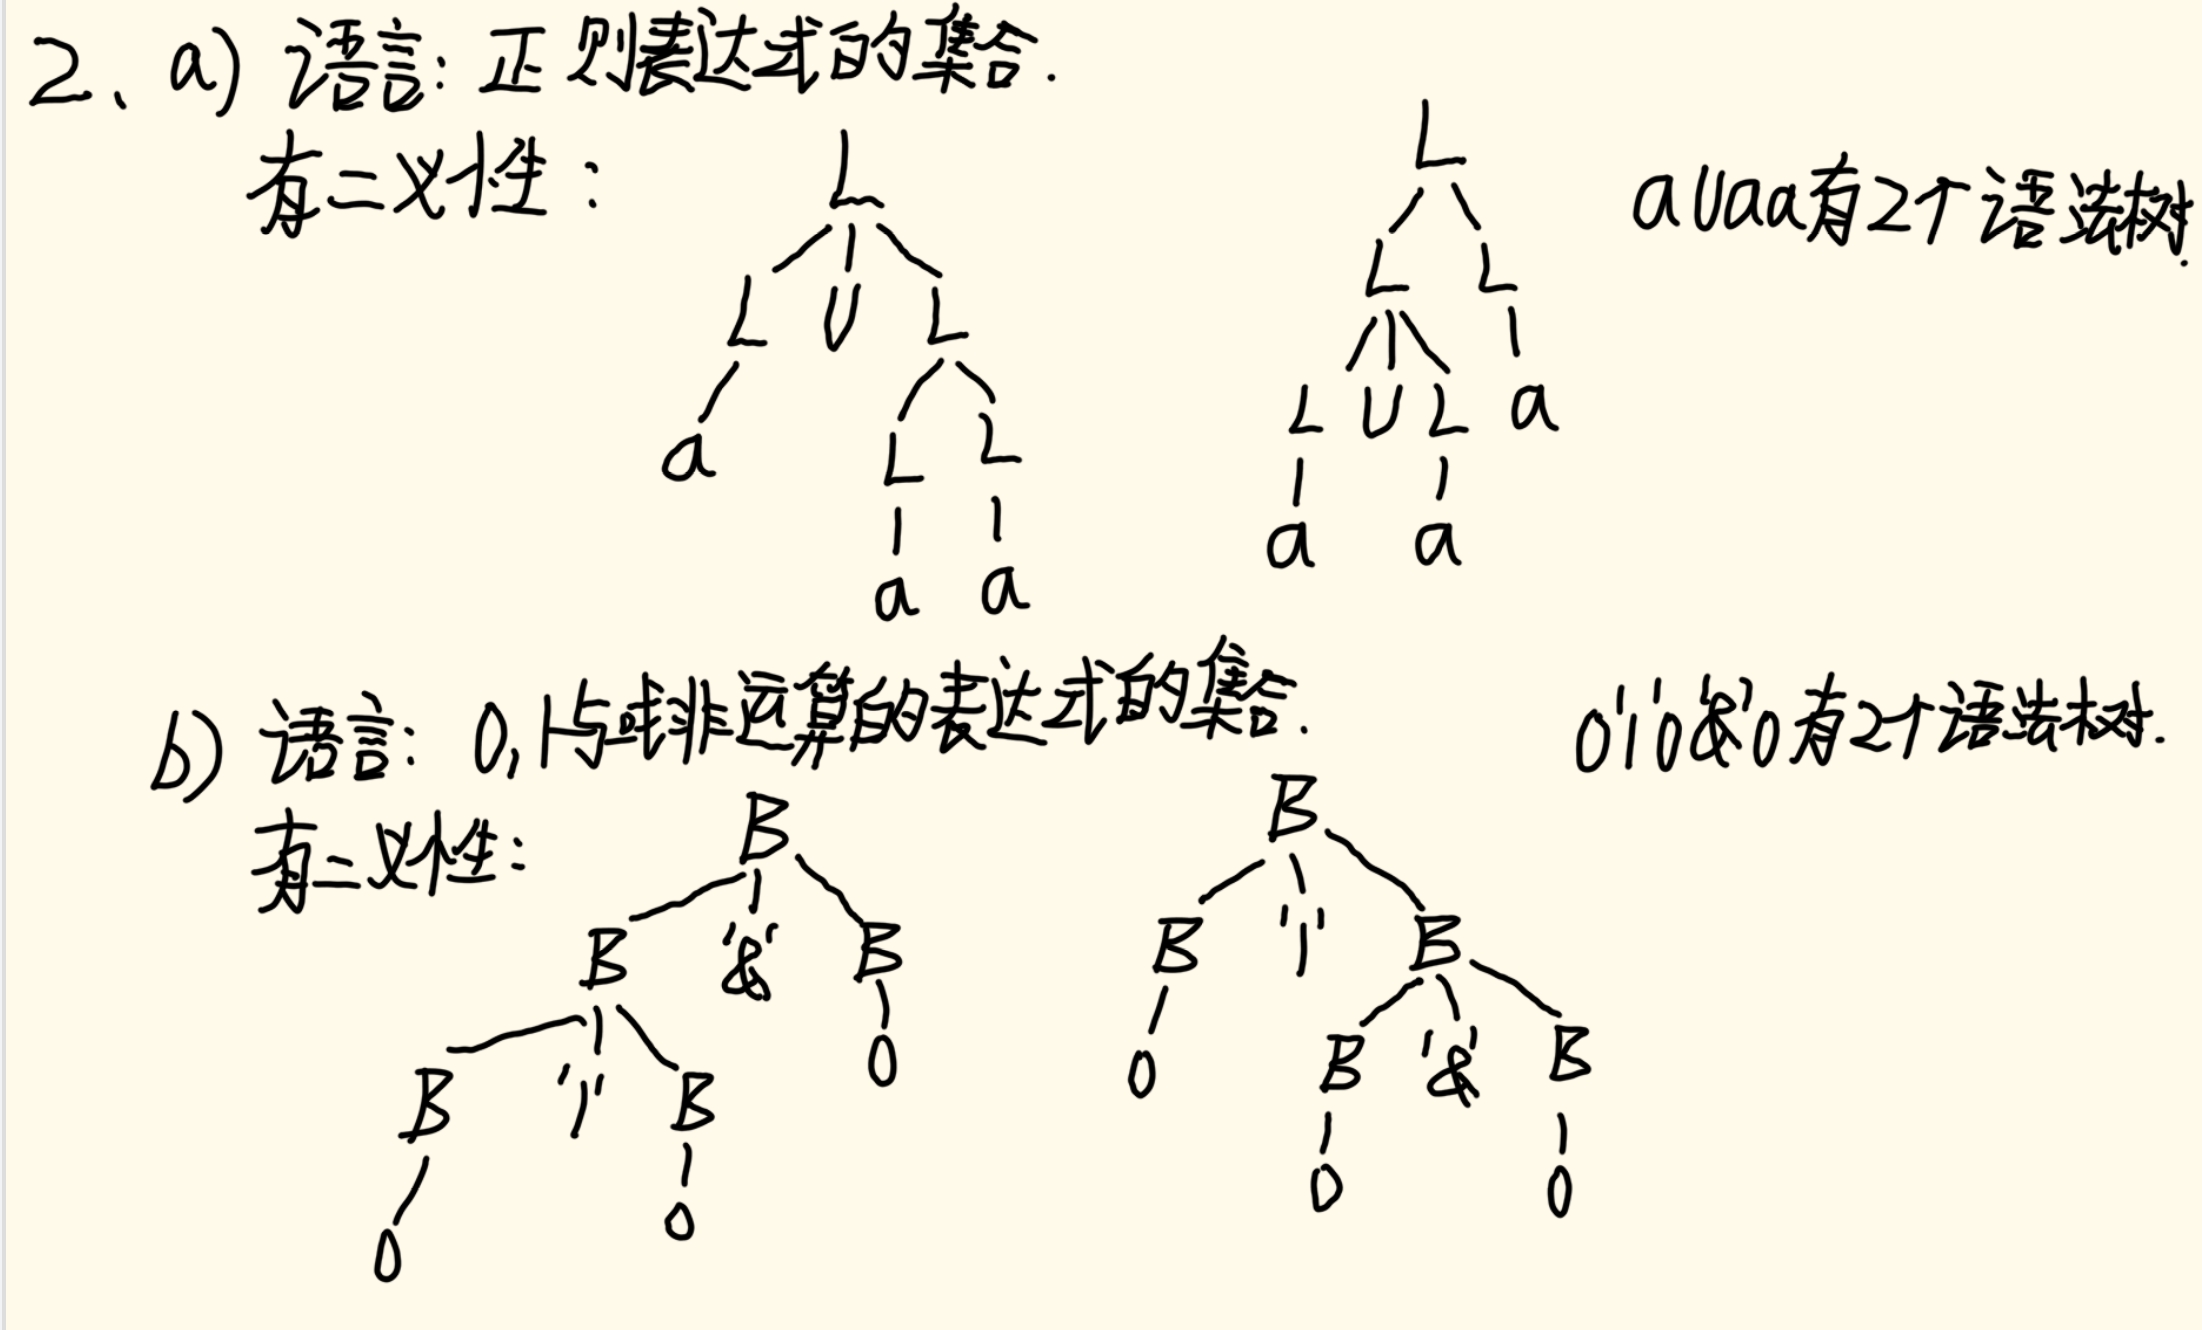 2、a) 语言: 正则表达式的集合.
有二义性:
aUaa有2个语法树.
L
L U L
a L L
a a
L
L L
L U L a
a a
b) 语言: 0,1与或非运算的表达式的集合.
0'|'0'&'0有2个语法树.
有二义性:
B
B '&' B
B '|' B 0
0 0
B
B '|' B
0 B '&' B
0 0